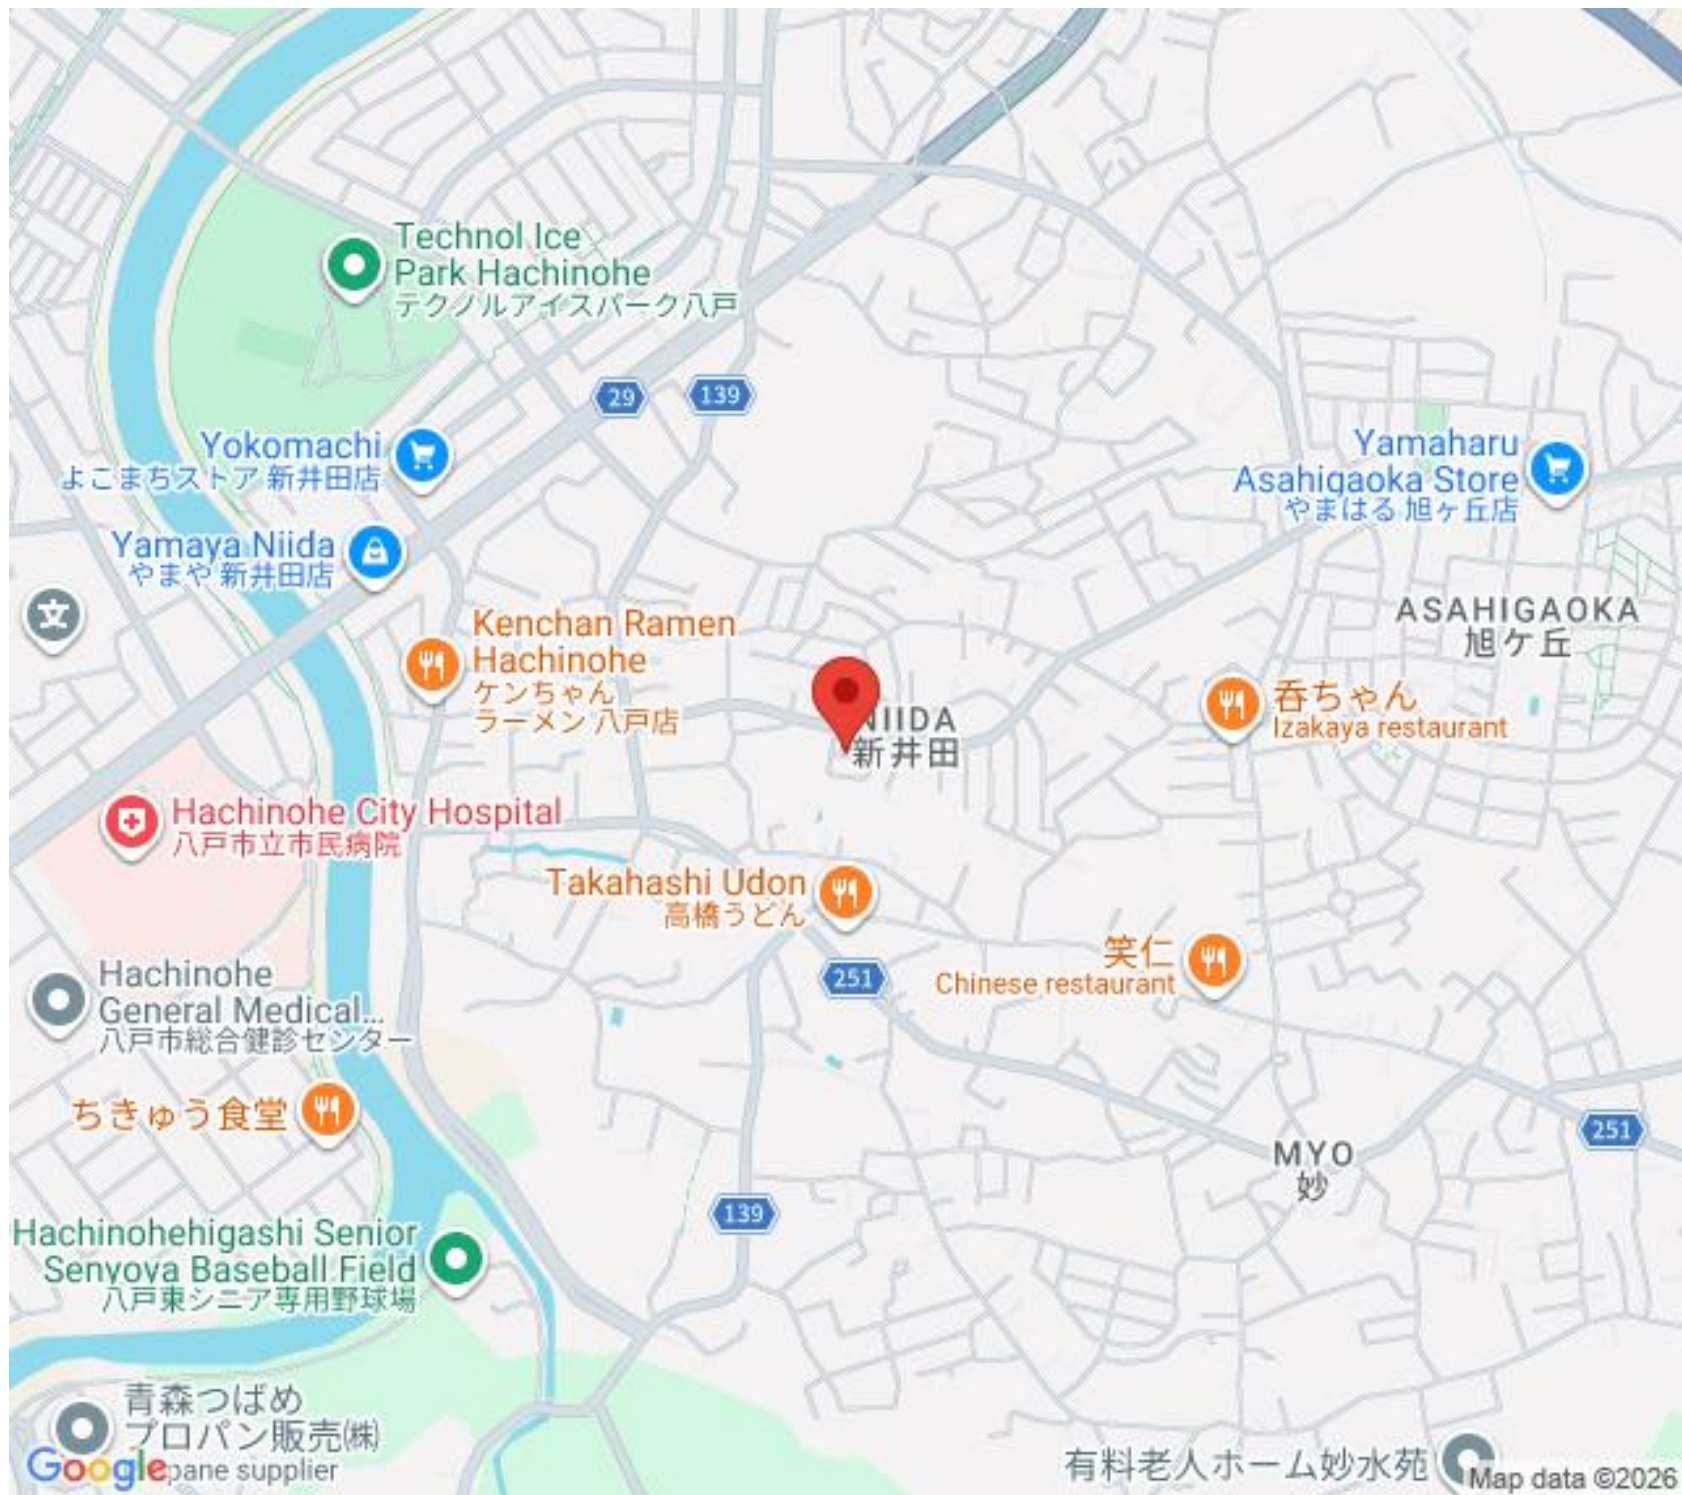 Technol Ice
Park Hachinohe
テクノルアイスパーク八戸
29
139
Yokomachi
よこまちストア 新井田店
Yamaharu
Asahigaoka Store
やまはる 旭ヶ丘店
Yamaya Niida
やまや 新井田店
文
Kenchan Ramen
Hachinohe
ケンちゃん
ラーメン 八戸店
ASAHIGAOKA
旭ケ丘
NIIDA
新井田
呑ちゃん
Izakaya restaurant
Hachinohe City Hospital
八戸市立市民病院
Takahashi Udon
高橋うどん
251
笑仁
Chinese restaurant
Hachinohe
General Medical...
八戸市総合健診センター
ちきゅう食堂
251
MYO
妙
139
Hachinohehigashi Senior
Senyoya Baseball Field
八戸東シニア専用野球場
青森つばめ
プロパン販売㈱
pane supplier
Google
有料老人ホーム妙水苑
Map data ©2026